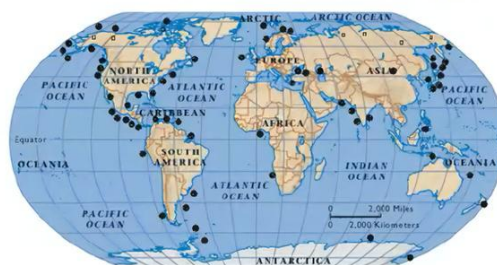 ARCTIC
ARCTIC OCEAN
NORTH
AMERICA
EUROPE
ASIA
PACIFIC
OCEAN
ATLANTIC
OCEAN
PACIFIC
OCEAN
CARIBBEAN
Equator
AFRICA
OCEANIA
SOUTH
AMERICA
INDIAN
OCEAN
OCEANIA
ATLANTIC
OCEAN
PACIFIC
OCEAN
0 2,000 Miles
0 2,000 Kilometers
ANTARCTICA